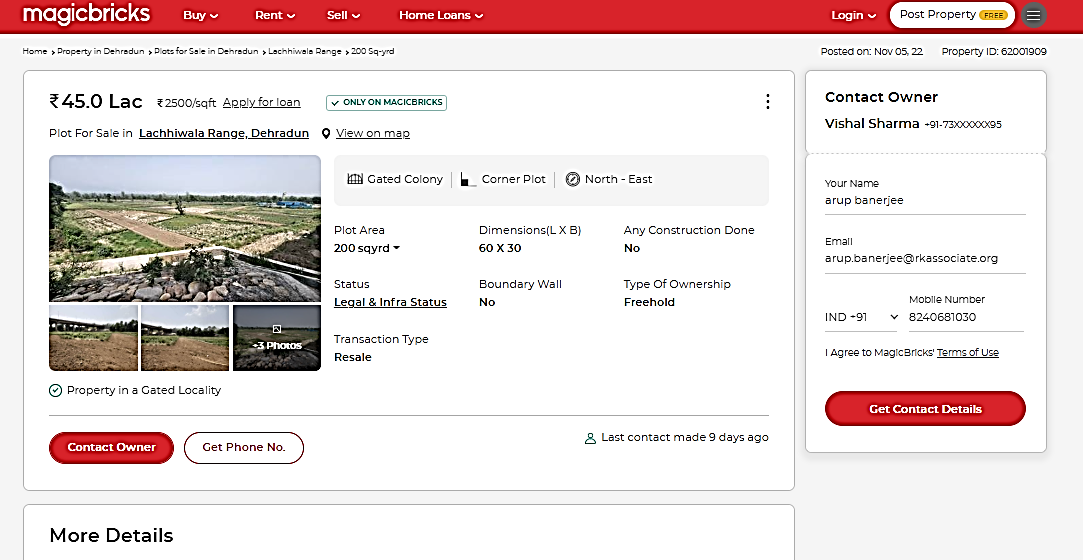 magicbricks
Buy Rent Sell Home Loans Login Post Property FREE
Home Property in Dehradun Plots for Sale in Dehradun Lachhiwala Range 200 Sq-yrd
Posted on: Nov 05, 22 Property ID: 62001909
₹45.0 Lac ₹2500/sqft Apply for loan ONLY ON MAGICBRICKS
Plot For Sale in Lachhiwala Range, Dehradun View on map
Gated Colony Corner Plot North - East
Plot Area Dimensions(L X B) Any Construction Done
200 sqyrd 60 X 30 No
Status Boundary Wall Type Of Ownership
Legal & Infra Status No Freehold
Transaction Type
Resale
+3 Photos
Property in a Gated Locality
Contact Owner Get Phone No. Last contact made 9 days ago
More Details
Contact Owner
Vishal Sharma +91-73XXXXXX95
Your Name
arup banerjee
Email
arup.banerjee@rkassociate.org
Mobile Number
IND +91 8240681030
I Agree to MagicBricks' Terms of Use
Get Contact Details